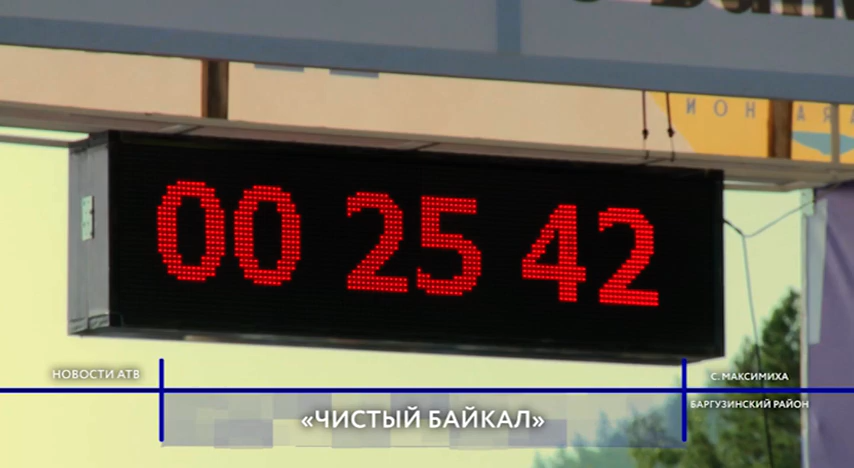 00 25 42
НОВОСТИ АТВ
С. МАКСИМИХА
БАРГУЗИНСКИЙ РАЙОН
«ЧИСТЫЙ БАЙКАЛ»